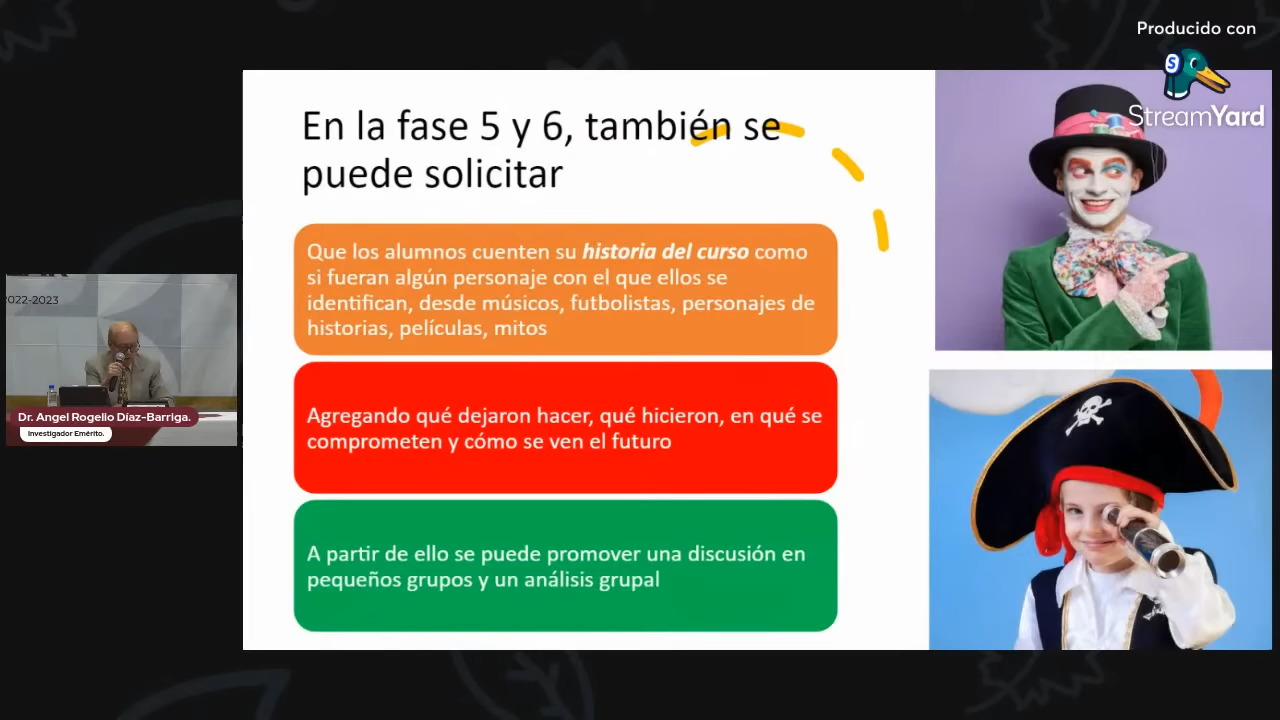 Producido con
StreamYard
En la fase 5 y 6, también se
puede solicitar
Que los alumnos cuenten su historia del curso como
si fueran algún personaje con el que ellos se
identifican, desde músicos, futbolistas, personajes de
historias, películas, mitos
Agregando qué dejaron hacer, qué hicieron, en qué se
comprometen y cómo se ven el futuro
A partir de ello se puede promover una discusión en
pequeños grupos y un análisis grupal
2022-2023
Dr. Angel Rogelio Díaz-Barriga.
Investigador Emérito.